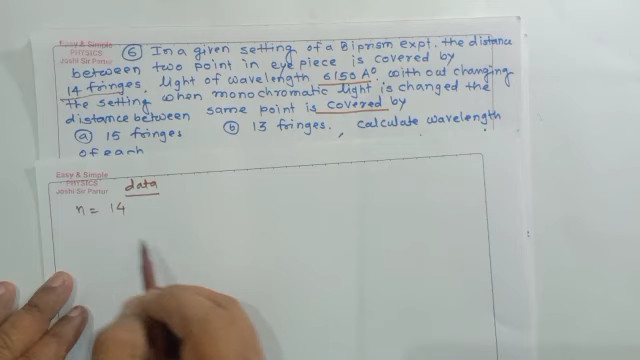 Easy & Simple
PHYSICS
Joshi Sir Parter
⑥ In a given setting of a Biprism expt. the distance
between two point in eye piece is covered by
14 fringes, light of wavelength 6150 A°. with out changing
the setting when monochromatic light is changed the
distance between same point is covered by
ⓐ 15 fringes ⓑ 13 fringes. , calculate wavelength
of each
Easy & Simple
PHYSICS
Joshi Sir Parter
data
n = 14